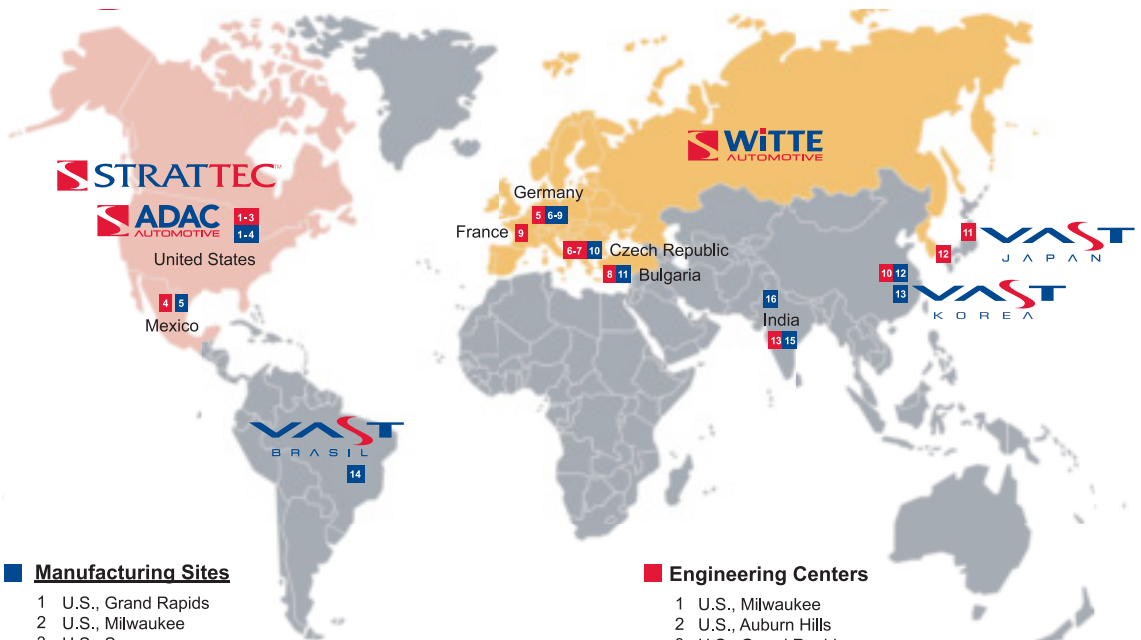 WiTTE
AUTOMOTIVE
STRATTEC™
Germany
5 6-9
ADAC
AUTOMOTIVE
1-3
1-4
France 9
11 VAST
JAPAN
6-7 10 Czech Republic
12
United States
8 11 Bulgaria
10 12
13 VAST
KOREA
4 5
Mexico
16
India
13 15
VAST
BRASIL
14
Manufacturing Sites
1 U.S., Grand Rapids
2 U.S., Milwaukee
Engineering Centers
1 U.S., Milwaukee
2 U.S., Auburn Hills